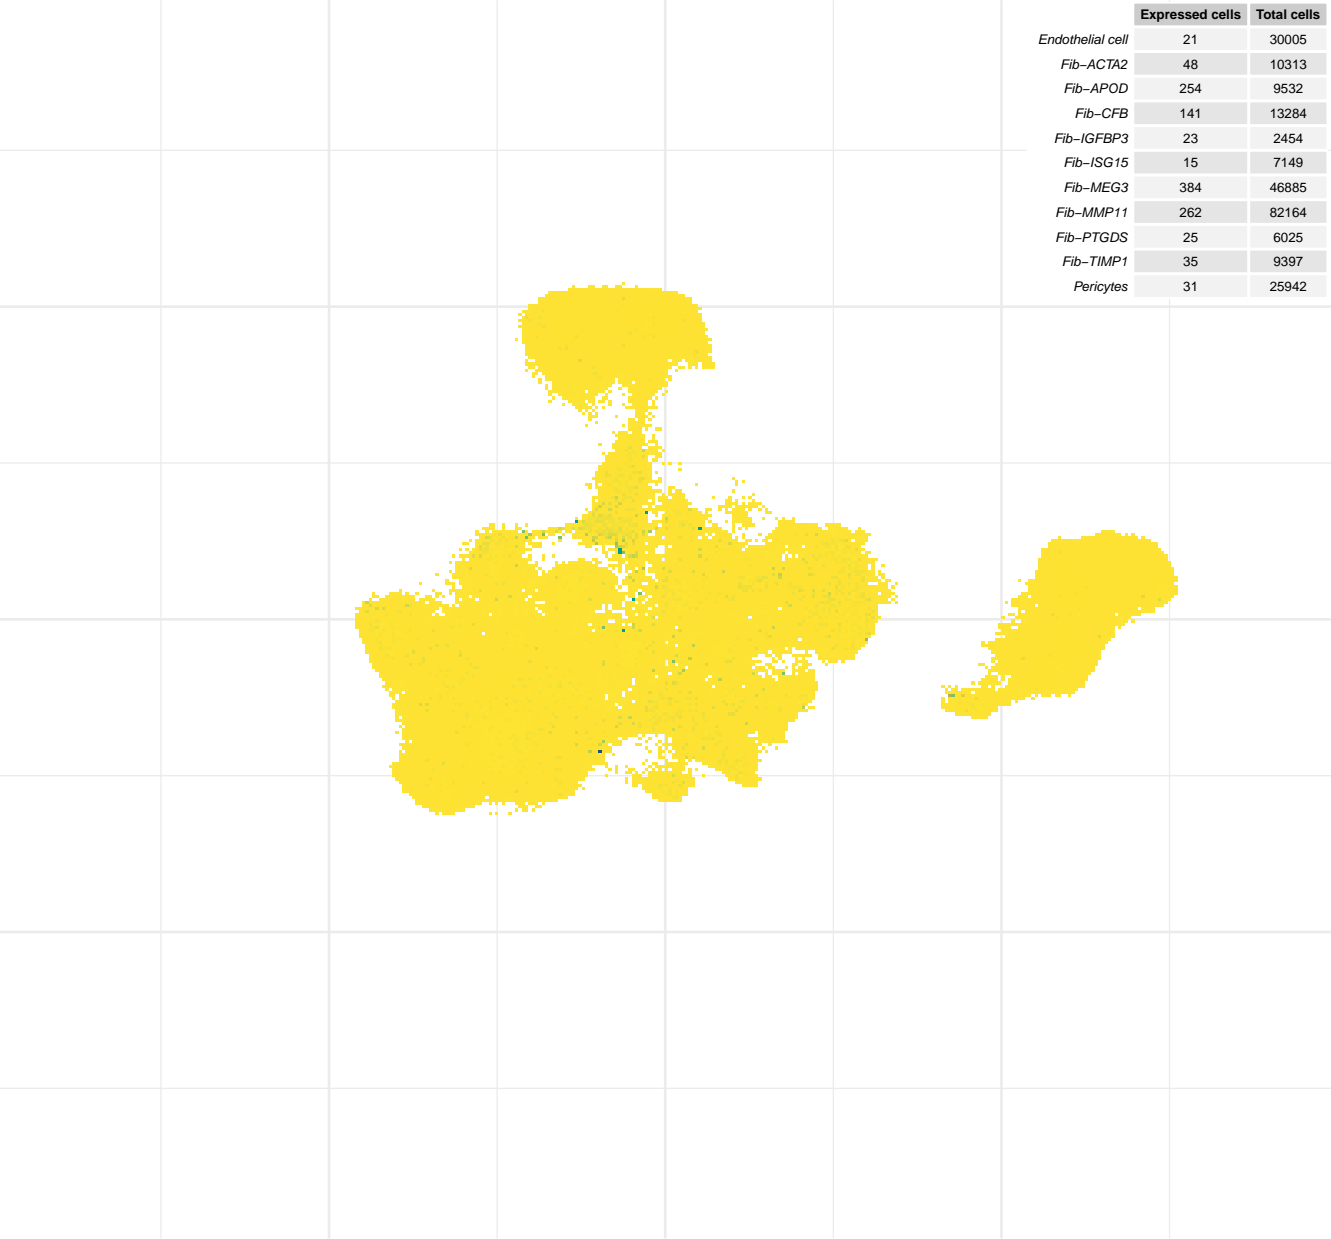 Expressed cells Total cells
Endothelial cell 21 30005
Fib−ACTA2 48 10313
Fib−APOD 254 9532
Fib−CFB 141 13284
Fib−IGFBP3 23 2454
Fib−ISG15 15 7149
Fib−MEG3 384 46885
Fib−MMP11 262 82164
Fib−PTGDS 25 6025
Fib−TIMP1 35 9397
Pericytes 31 25942